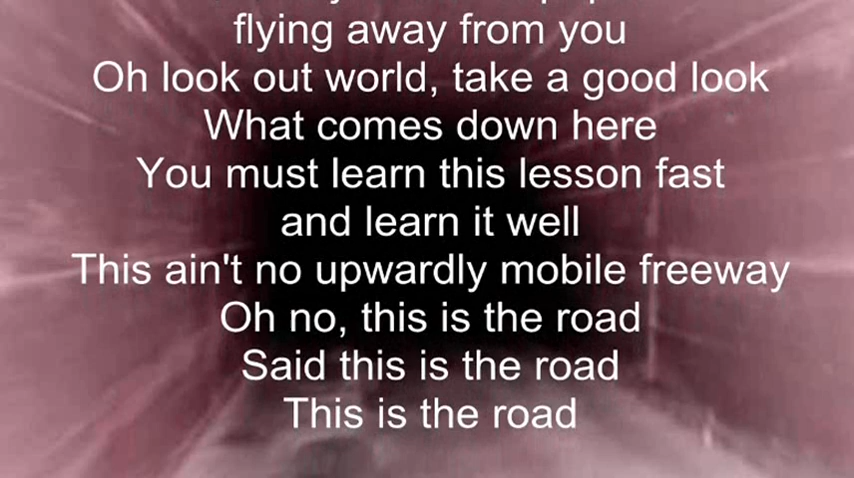 flying away from you
Oh look out world, take a good look
What comes down here
You must learn this lesson fast
and learn it well
This ain't no upwardly mobile freeway
Oh no, this is the road
Said this is the road
This is the road